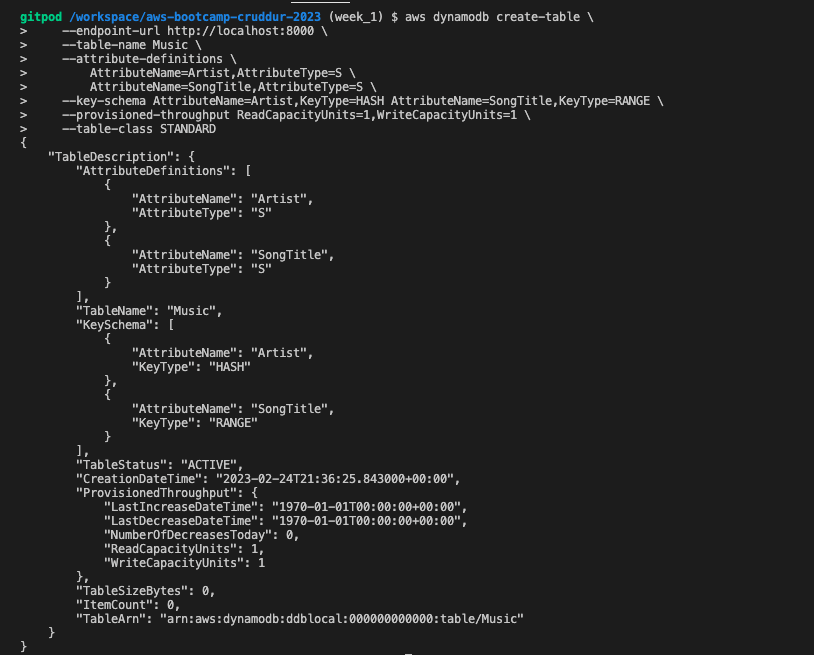 gitpod /workspace/aws-bootcamp-cruddur-2023 (week_1) $ aws dynamodb create-table \
>     --endpoint-url http://localhost:8000 \
>     --table-name Music \
>     --attribute-definitions \
>         AttributeName=Artist,AttributeType=S \
>         AttributeName=SongTitle,AttributeType=S \
>     --key-schema AttributeName=Artist,KeyType=HASH AttributeName=SongTitle,KeyType=RANGE \
>     --provisioned-throughput ReadCapacityUnits=1,WriteCapacityUnits=1 \
>     --table-class STANDARD
{
    "TableDescription": {
        "AttributeDefinitions": [
            {
                "AttributeName": "Artist",
                "AttributeType": "S"
            },
            {
                "AttributeName": "SongTitle",
                "AttributeType": "S"
            }
        ],
        "TableName": "Music",
        "KeySchema": [
            {
                "AttributeName": "Artist",
                "KeyType": "HASH"
            },
            {
                "AttributeName": "SongTitle",
                "KeyType": "RANGE"
            }
        ],
        "TableStatus": "ACTIVE",
        "CreationDateTime": "2023-02-24T21:36:25.843000+00:00",
        "ProvisionedThroughput": {
            "LastIncreaseDateTime": "1970-01-01T00:00:00+00:00",
            "LastDecreaseDateTime": "1970-01-01T00:00:00+00:00",
            "NumberOfDecreasesToday": 0,
            "ReadCapacityUnits": 1,
            "WriteCapacityUnits": 1
        },
        "TableSizeBytes": 0,
        "ItemCount": 0,
        "TableArn": "arn:aws:dynamodb:ddblocal:000000000000:table/Music"
    }
}